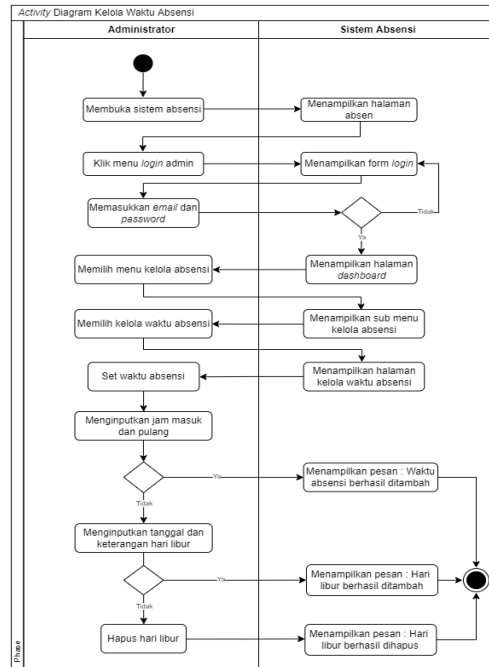 Activity Diagram Kelola Waktu Absensi
Administrator
Sistem Absensi
Membuka sistem absensi
Menampilkan halaman
absen
Klik menu login admin
Menampilkan form login
Memasukkan email dan
password
Tidak
Ya
Menampilkan halaman
dashboard
Memilih menu kelola absensi
Menampilkan sub menu
kelola absensi
Memilih kelola waktu absensi
Menampilkan halaman
kelola waktu absensi
Set waktu absensi
Menginputkan jam masuk
dan pulang
Ya
Menampilkan pesan : Waktu
absensi berhasil ditambah
Tidak
Menginputkan tanggal dan
keterangan hari libur
Ya
Menampilkan pesan : Hari
libur berhasil ditambah
Tidak
Hapus hari libur
Menampilkan pesan : Hari
libur berhasil dihapus
Phase